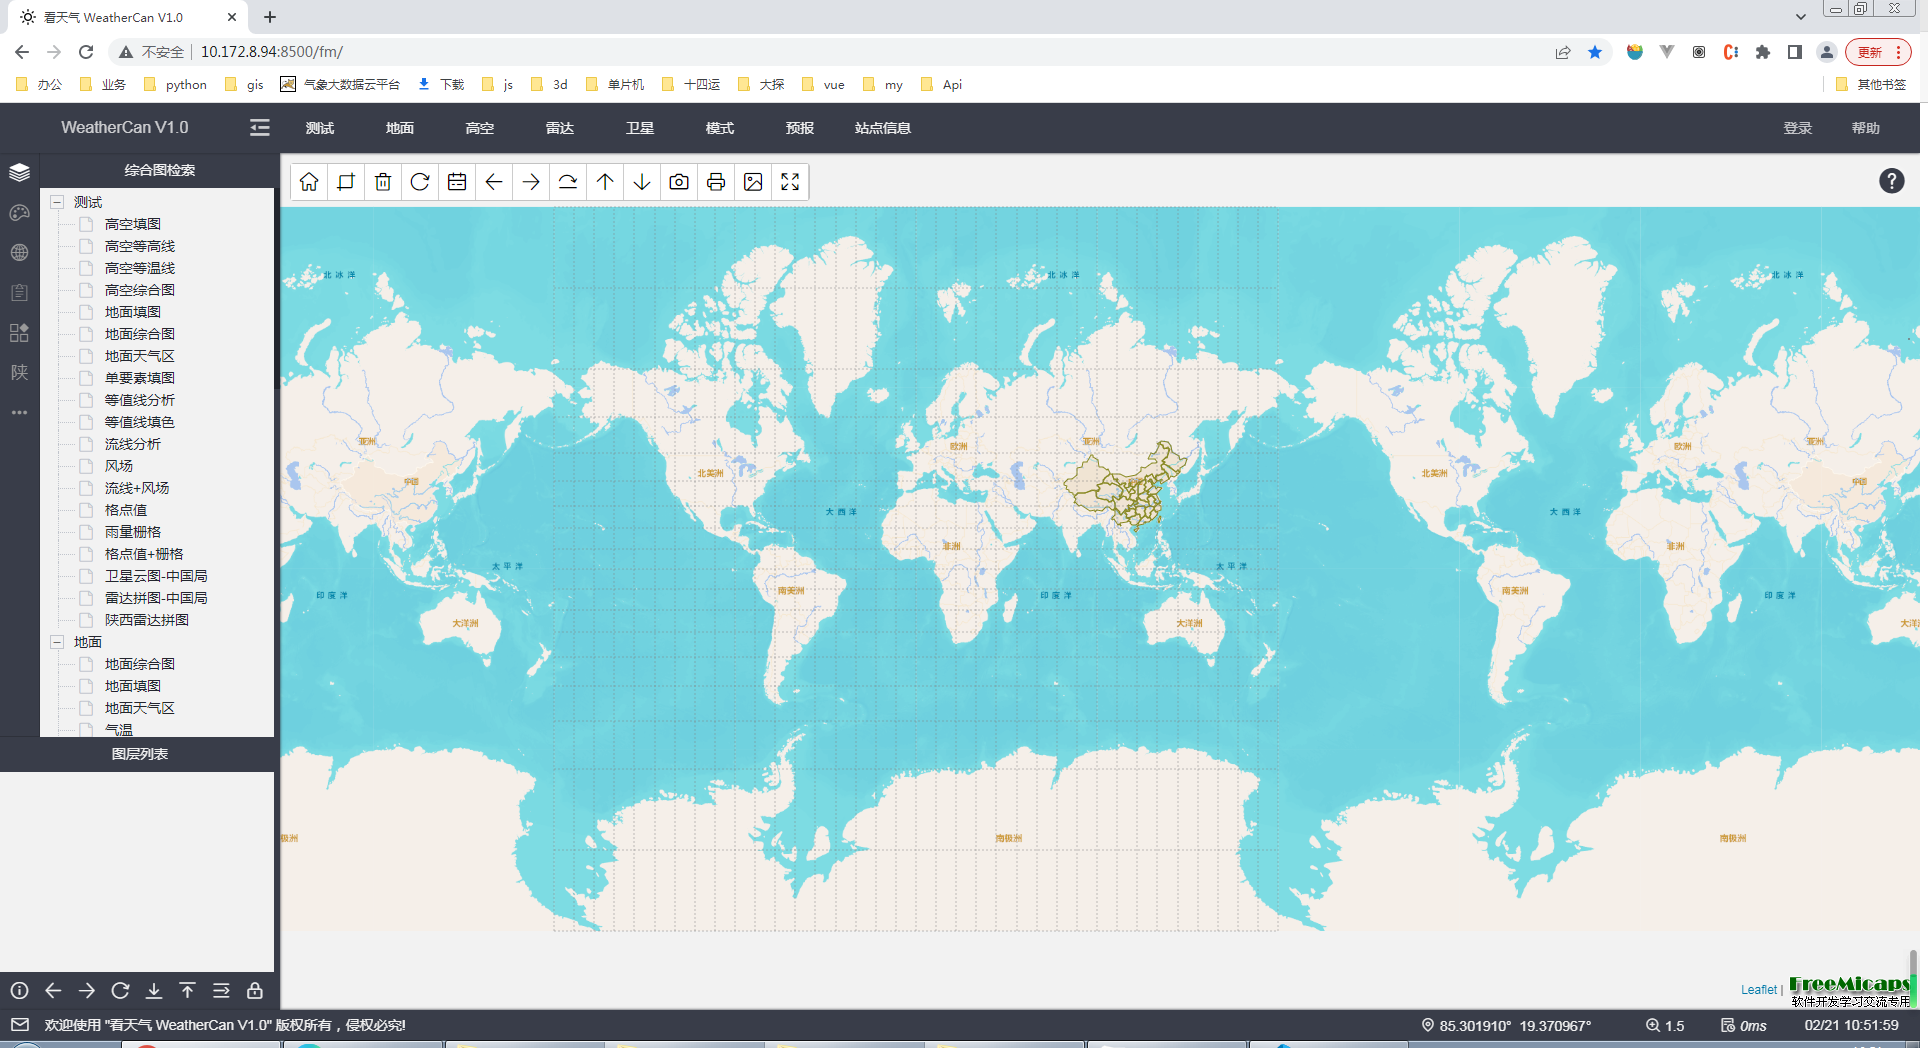 看天气 WeatherCan V1.0
不安全 10.172.8.94:8500/fm/ 更新
办公 业务 python gis 气象大数据云平台 下载 js 3d 单片机 十四运 大探 vue my Api 其他书签
WeatherCan V1.0 测试 地面 高空 雷达 卫星 模式 预报 站点信息 登录 帮助
综合图检索
测试
高空填图
高空等高线
高空等温线
高空综合图
地面填图
地面综合图
地面天气区
单要素填图
等值线分析
等值线填色
流线分析
风场
流线+风场
格点值
雨量栅格
格点值+栅格
卫星云图-中国局
雷达拼图-中国局
陕西雷达拼图
地面
地面综合图
地面填图
地面天气区
气温
陕
图层列表
北冰洋 北冰洋 北冰洋
亚洲 欧洲 亚洲 欧洲 亚洲
中国 北美洲 北美洲 中国
大西洋 大西洋
非洲 非洲
太平洋 太平洋
印度洋 南美洲 印度洋 南美洲 印度洋
大洋洲 大洋洲 大洋
极洲 南极洲 南极洲
Leaflet | FreeMicaps
软件开发学习交流专用
欢迎使用 "看天气 WeatherCan V1.0" 版权所有，侵权必究! 85.301910° 19.370967° 1.5 0ms 02/21 10:51:59